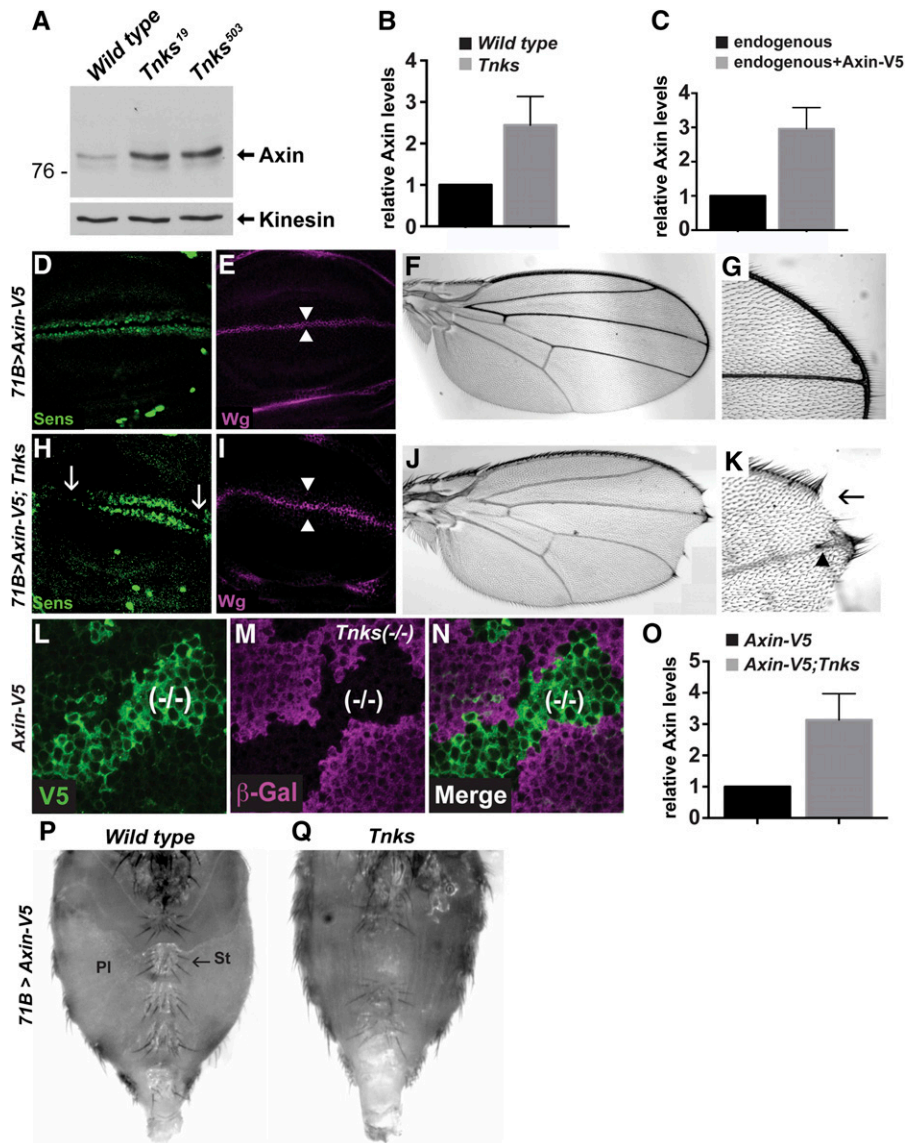 A
Wild type
Tnks19
Tnks503
76 -
Axin
Kinesin
B
Wild type
Tnks
relative Axin levels
4
3
2
1
0
C
endogenous
endogenous+Axin-V5
relative Axin levels
4
3
2
1
0
71B>Axin-V5
D
Sens
E
Wg
F
G
71B>Axin-V5; Tnks
H
Sens
I
Wg
J
K
Axin-V5
L
(-/-)
V5
M
Tnks(-/-)
(-/-)
β-Gal
N
(-/-)
Merge
O
Axin-V5
Axin-V5;Tnks
relative Axin levels
5
4
3
2
1
0
71B > Axin-V5
P
Wild type
Pl
St
Q
Tnks